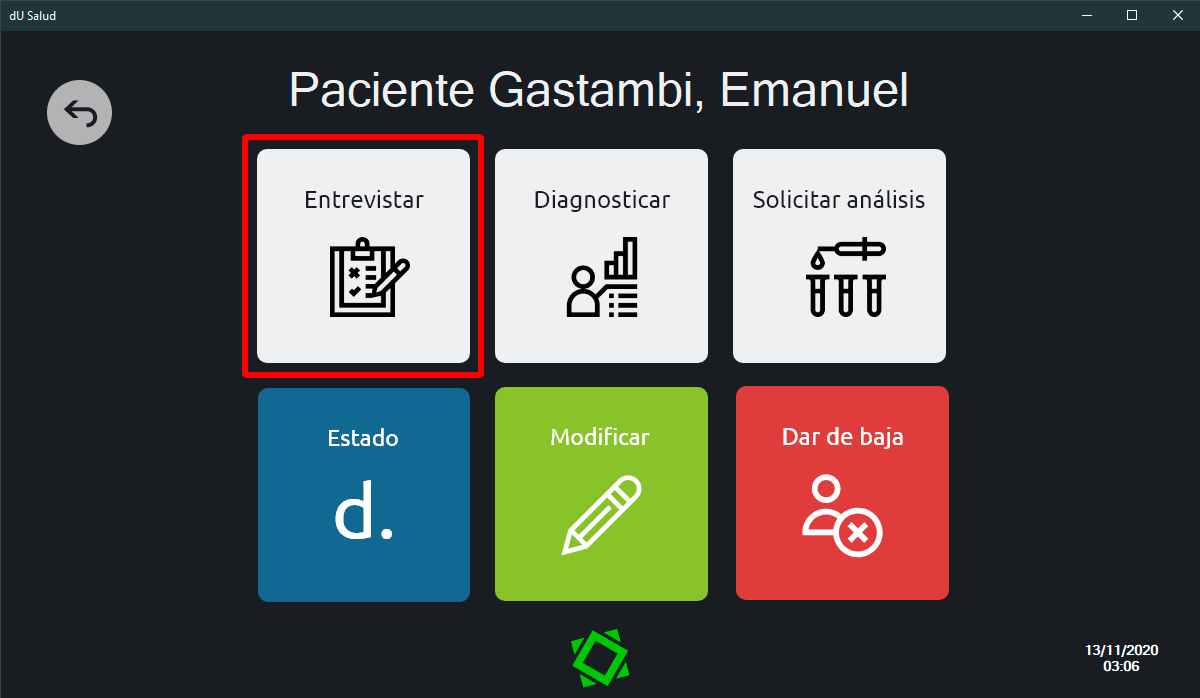 dU Salud
Paciente Gastambi, Emanuel
Entrevistar
Diagnosticar
Solicitar análisis
Estado
d.
Modificar
Dar de baja
13/11/2020
03:06